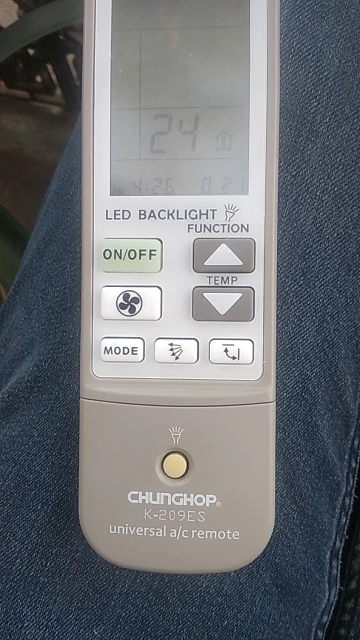 24
4:26
LED BACKLIGHT
FUNCTION
ON/OFF
TEMP
MODE
CHUNGHOP®
K-209ES
universal a/c remote